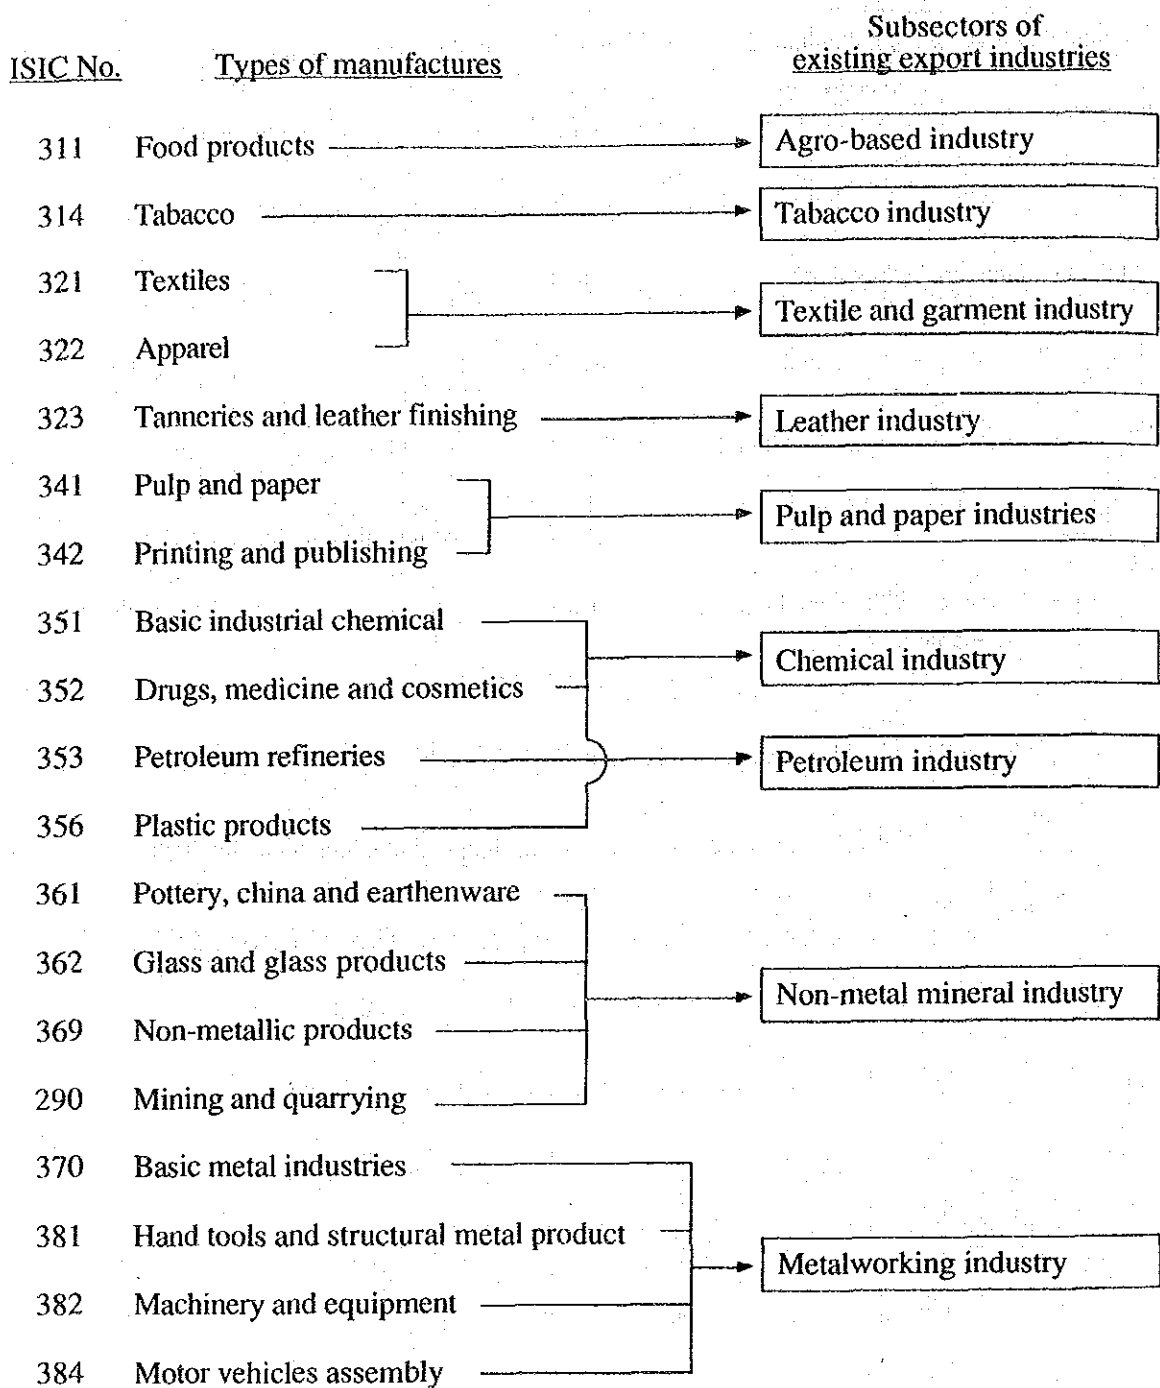 Subsectors of
ISIC No. Types of manufactures existing export industries
311 Food products Agro-based industry
314 Tabacco Tabacco industry
321 Textiles
Textile and garment industry
322 Apparel
323 Tanneries and leather finishing Leather industry
341 Pulp and paper
Pulp and paper industries
342 Printing and publishing
351 Basic industrial chemical
Chemical industry
352 Drugs, medicine and cosmetics
353 Petroleum refineries Petroleum industry
356 Plastic products
361 Pottery, china and earthenware
362 Glass and glass products
Non-metal mineral industry
369 Non-metallic products
290 Mining and quarrying
370 Basic metal industries
381 Hand tools and structural metal product
Metalworking industry
382 Machinery and equipment
384 Motor vehicles assembly